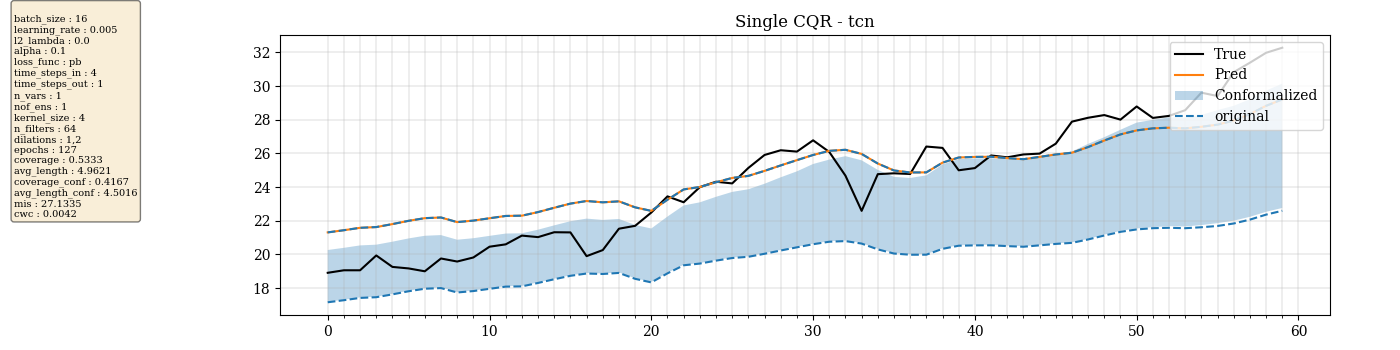 batch_size : 16
learning_rate : 0.005
l2_lambda : 0.0
alpha : 0.1
loss_func : pb
time_steps_in : 4
time_steps_out : 1
n_vars : 1
nof_ens : 1
kernel_size : 4
n_filters : 64
dilations : 1,2
epochs : 127
coverage : 0.5333
avg_length : 4.9621
coverage_conf : 0.4167
avg_length_conf : 4.5016
mis : 27.1335
cwc : 0.0042
Single CQR - tcn
True
Pred
Conformalized
original
32
30
28
26
24
22
20
18
0 10 20 30 40 50 60